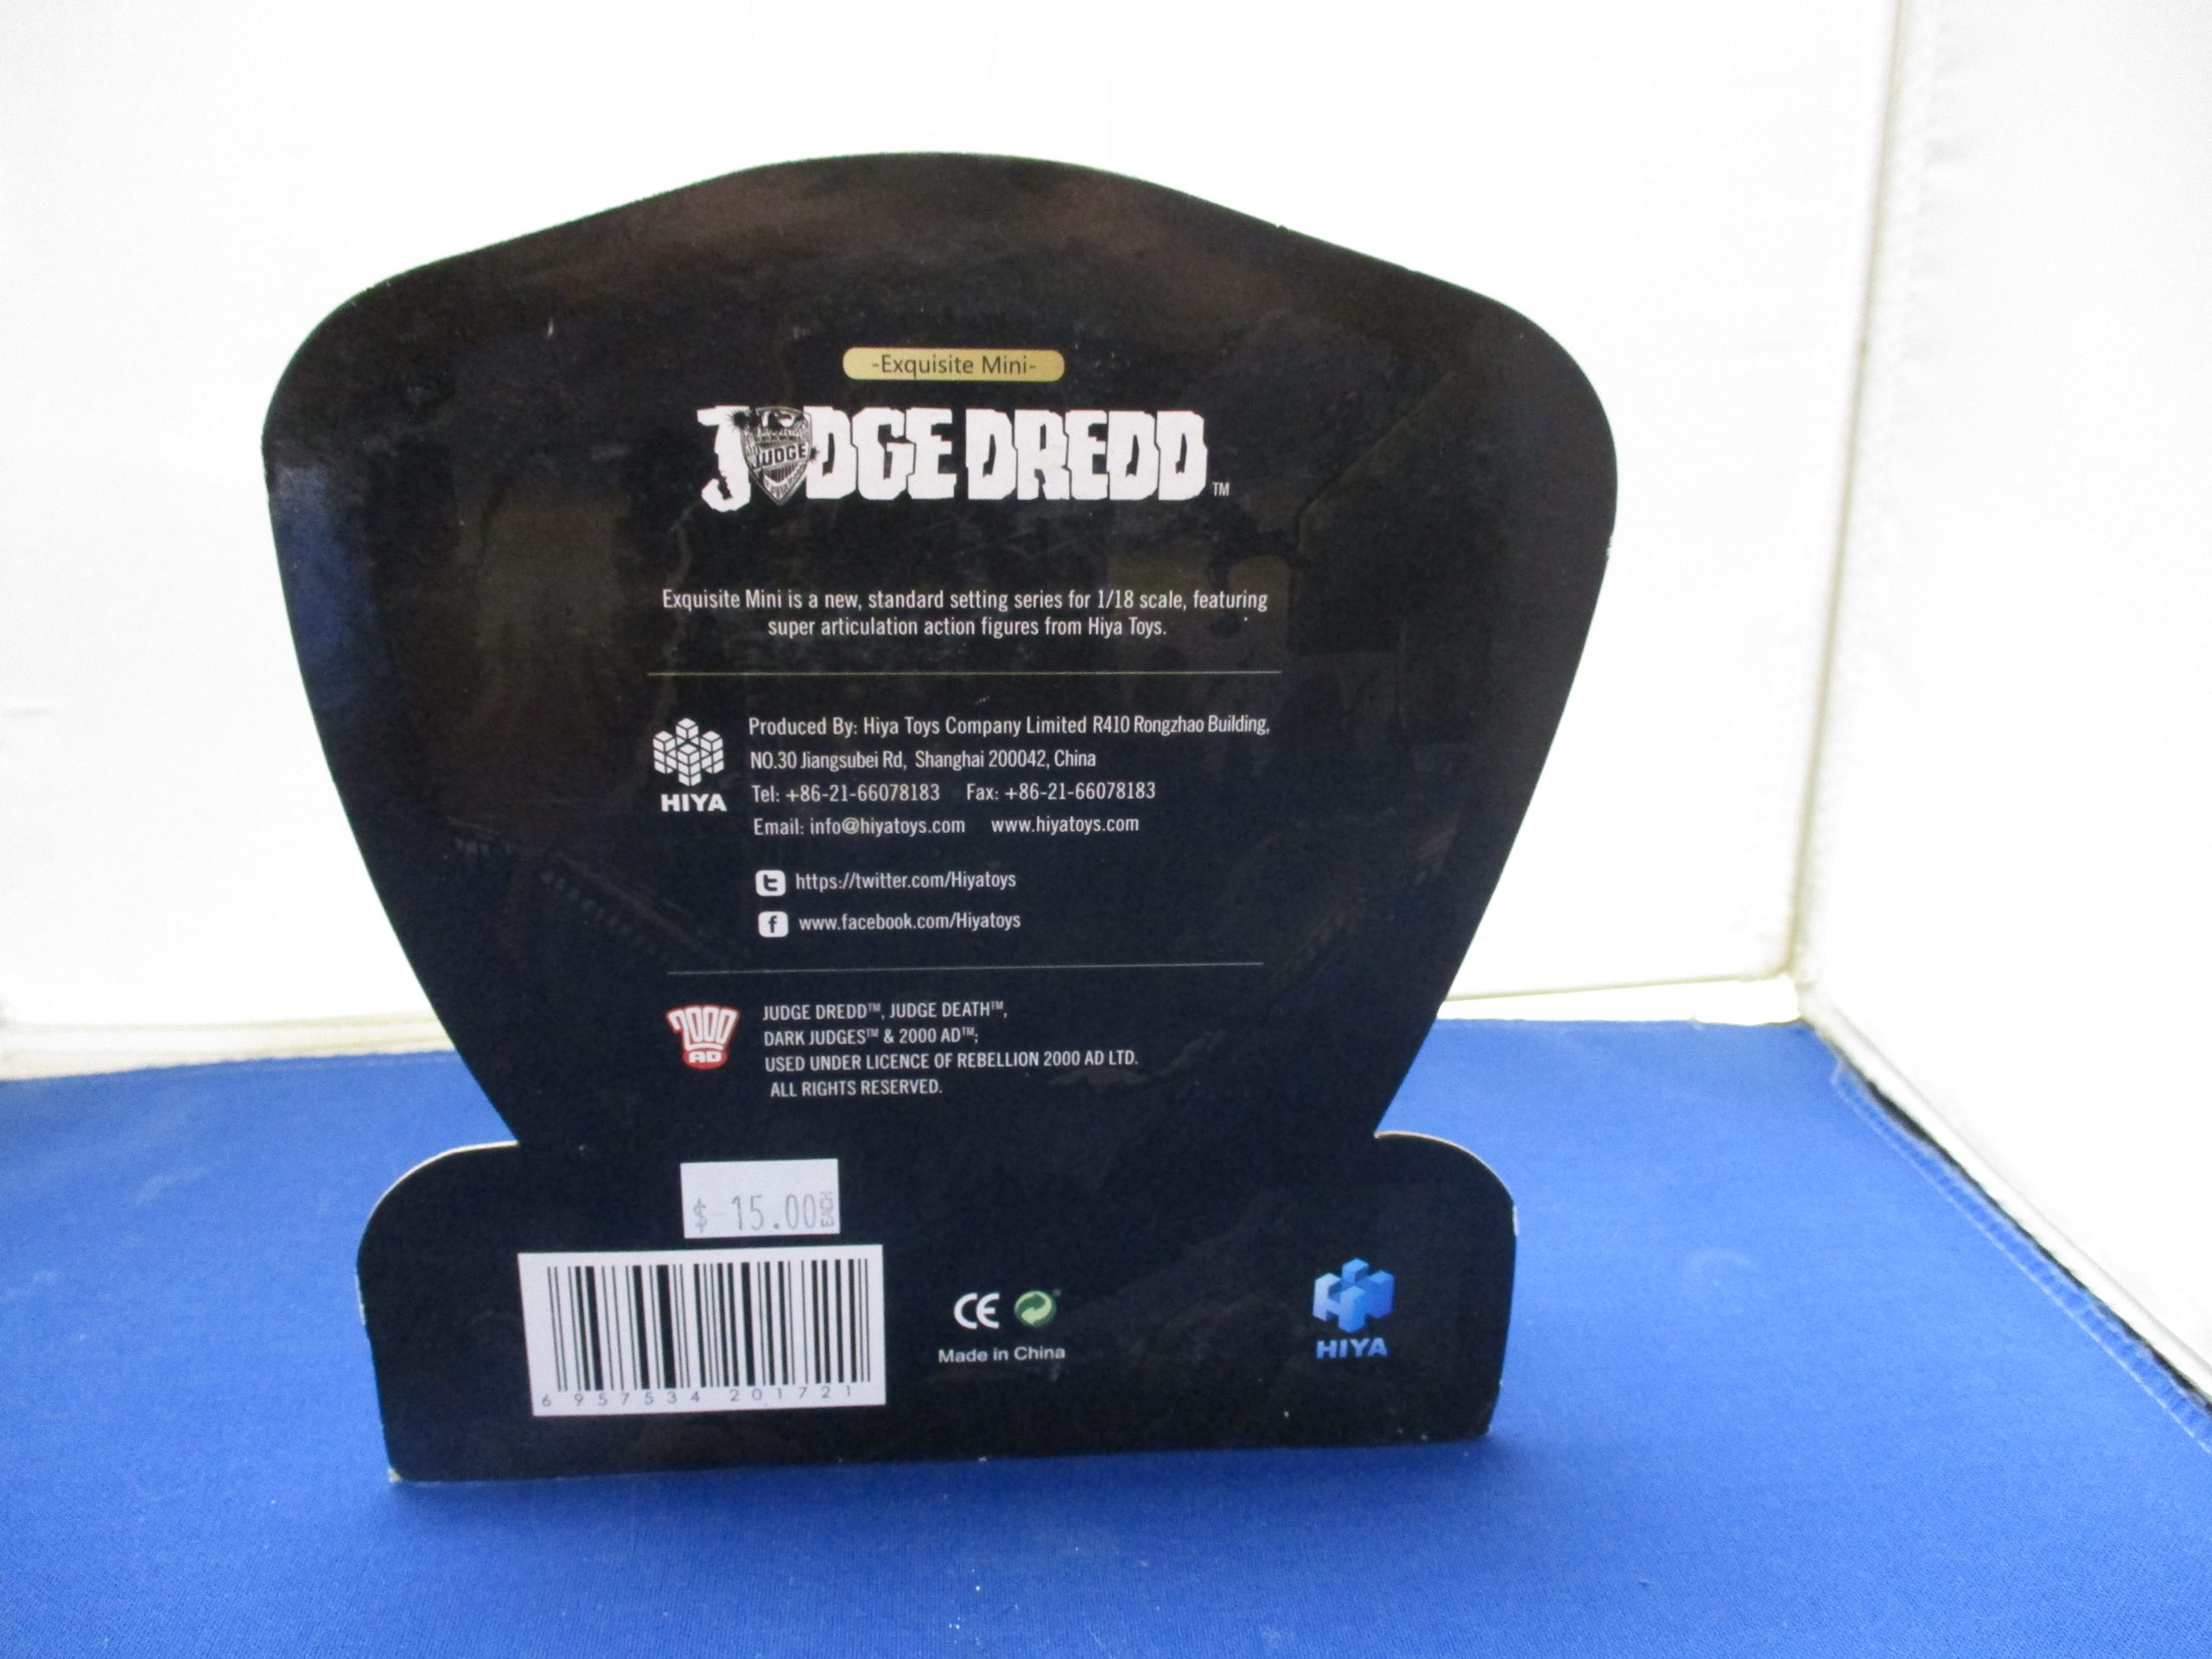 -Exquisite Mini-
JUDGE DREDD™
JUDGE
Exquisite Mini is a new, standard setting series for 1/18 scale, featuring
super articulation action figures from Hiya Toys.
Produced By: Hiya Toys Company Limited R410 Rongzhao Building,
NO.30 Jiangsubei Rd, Shanghai 200042, China
Tel: +86-21-66078183 Fax: +86-21-66078183
Email: info@hiyatoys.com www.hiyatoys.com
HIYA
https://twitter.com/Hiyatoys
www.facebook.com/Hiyatoys
2000
AD
JUDGE DREDD™, JUDGE DEATH™,
DARK JUDGES™ & 2000 AD™;
USED UNDER LICENCE OF REBELLION 2000 AD LTD.
ALL RIGHTS RESERVED.
$ 15.00 EACH
6 957534 201721
CE
Made in China
HIYA